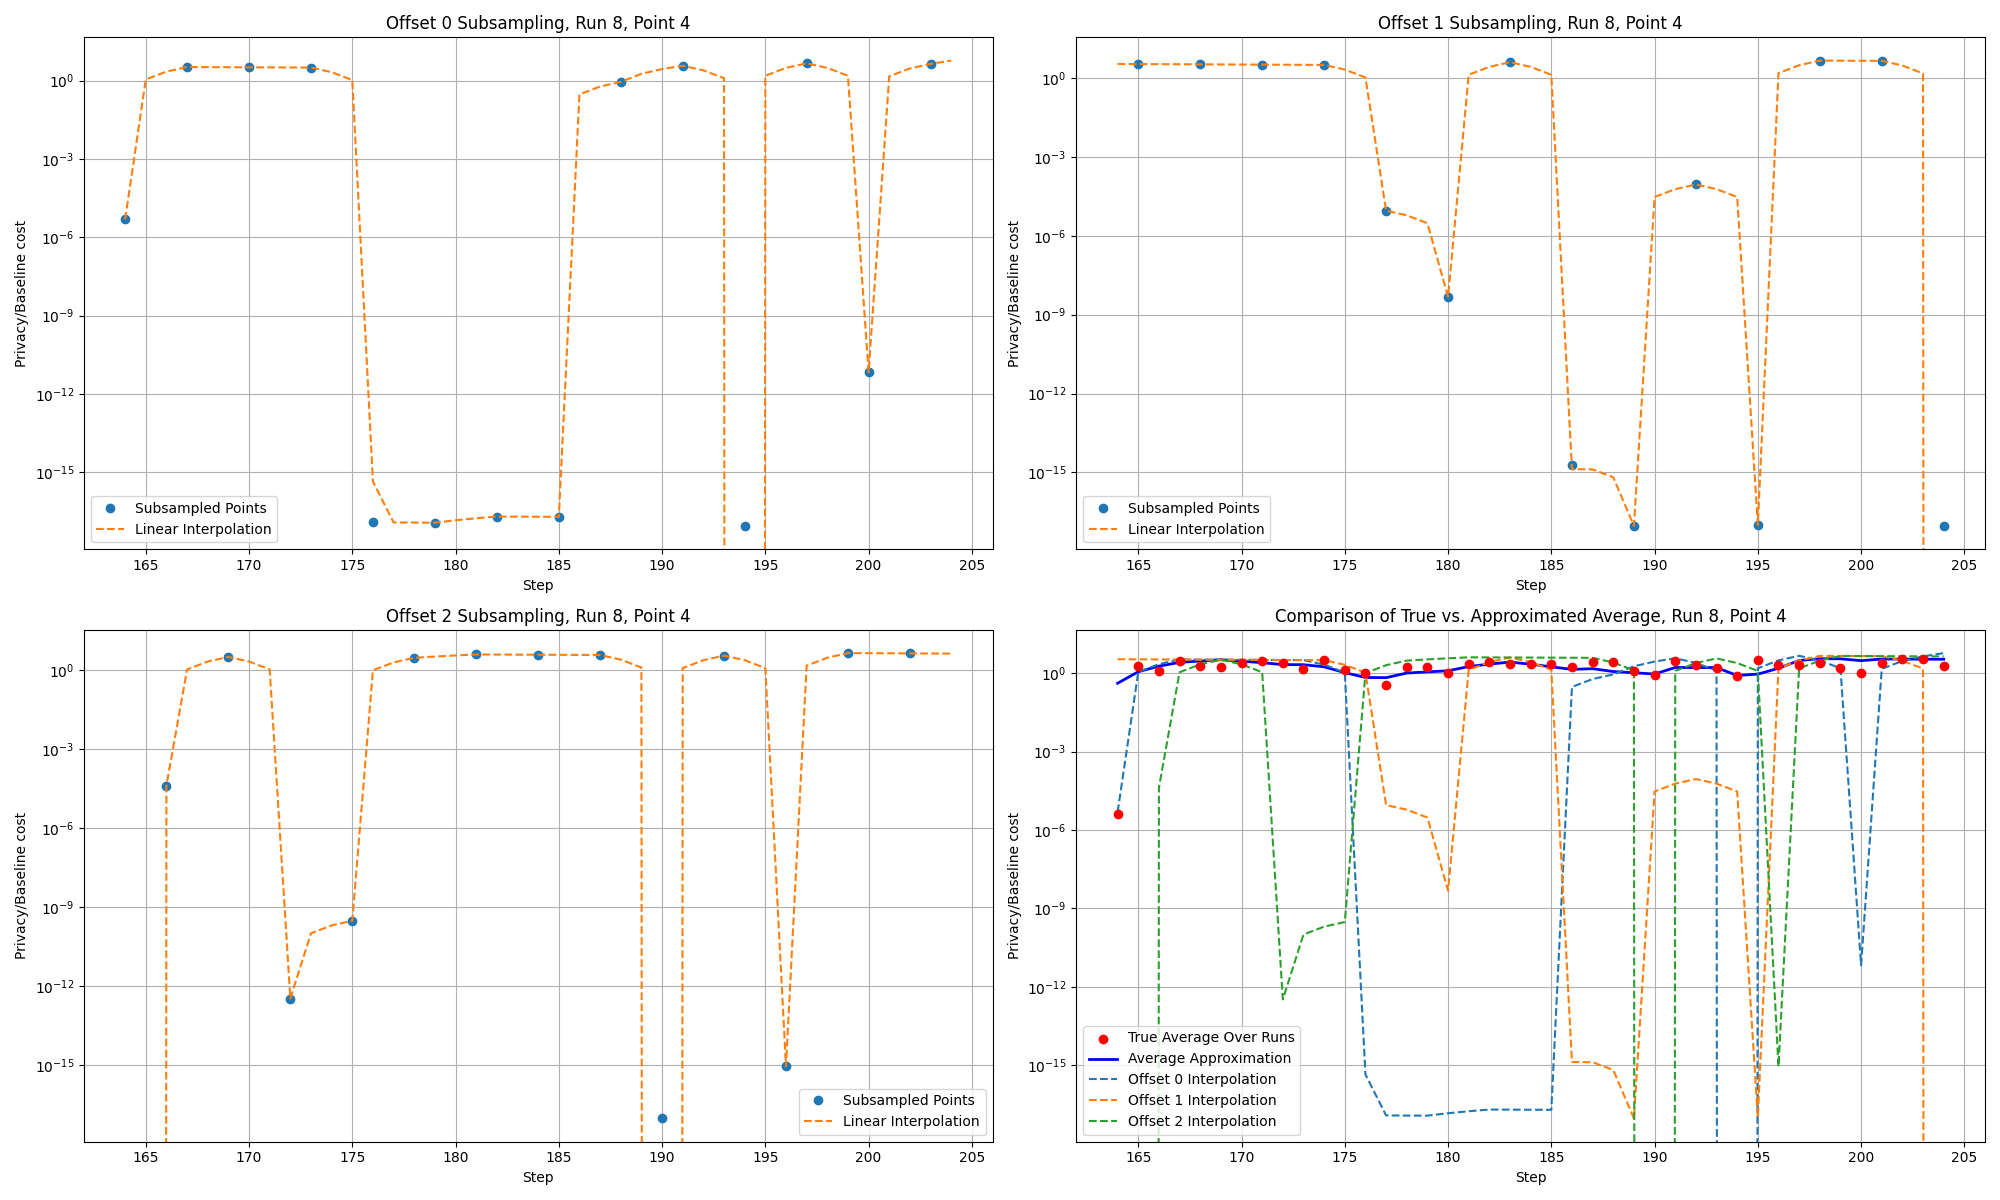 Offset 0 Subsampling, Run 8, Point 4
Privacy/Baseline cost
10^0
10^-3
10^-6
10^-9
10^-12
10^-15
Subsampled Points
Linear Interpolation
165 170 175 180 185 190 195 200 205
Step
Offset 1 Subsampling, Run 8, Point 4
Privacy/Baseline cost
10^0
10^-3
10^-6
10^-9
10^-12
10^-15
Subsampled Points
Linear Interpolation
165 170 175 180 185 190 195 200 205
Step
Offset 2 Subsampling, Run 8, Point 4
Privacy/Baseline cost
10^0
10^-3
10^-6
10^-9
10^-12
10^-15
Subsampled Points
Linear Interpolation
165 170 175 180 185 190 195 200 205
Step
Comparison of True vs. Approximated Average, Run 8, Point 4
Privacy/Baseline cost
10^0
10^-3
10^-6
10^-9
10^-12
10^-15
True Average Over Runs
Average Approximation
Offset 0 Interpolation
Offset 1 Interpolation
Offset 2 Interpolation
165 170 175 180 185 190 195 200 205
Step